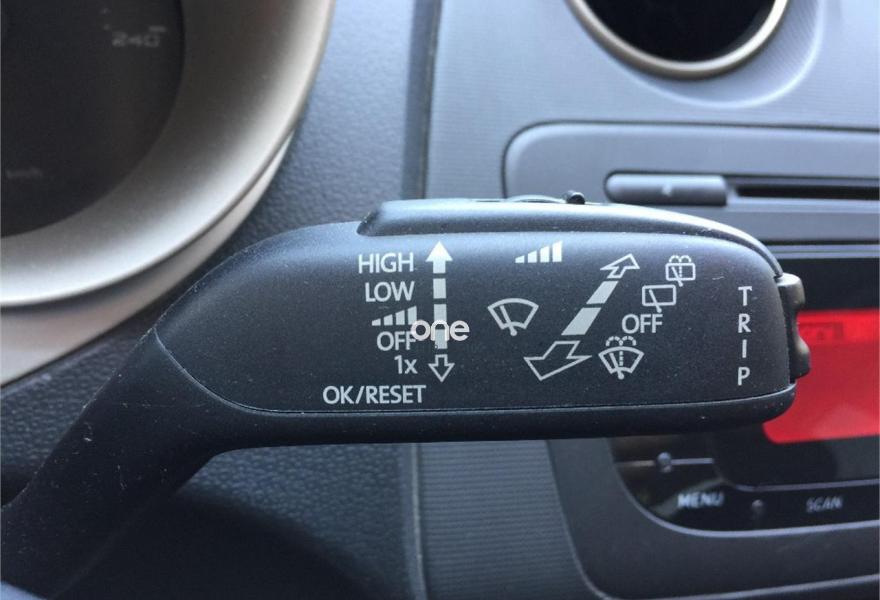 240
HIGH
LOW
OFF
1x
OK/RESET
one
OFF
TRIP
MENU
SCAN